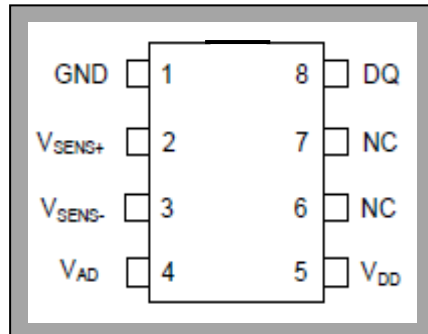 GND 1 8 DQ
VSENS+ 2 7 NC
VSENS- 3 6 NC
VAD 4 5 VDD